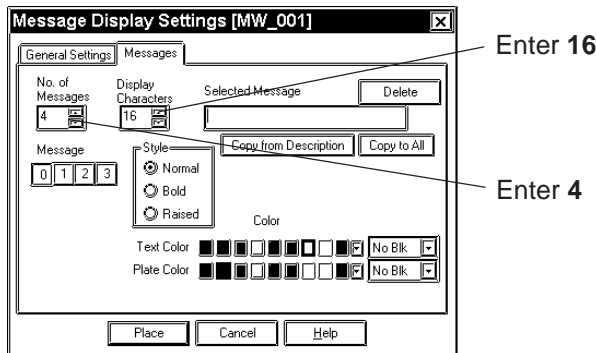 Message Display Settings [MW_001]
General Settings Messages
Enter 16
No. of Messages
Display Characters
Selected Message
Delete
4
16
Copy from Description
Copy to All
Message
0 1 2 3
Style
Normal
Bold
Raised
Enter 4
Color
Text Color
No Blk
Plate Color
No Blk
Place
Cancel
Help